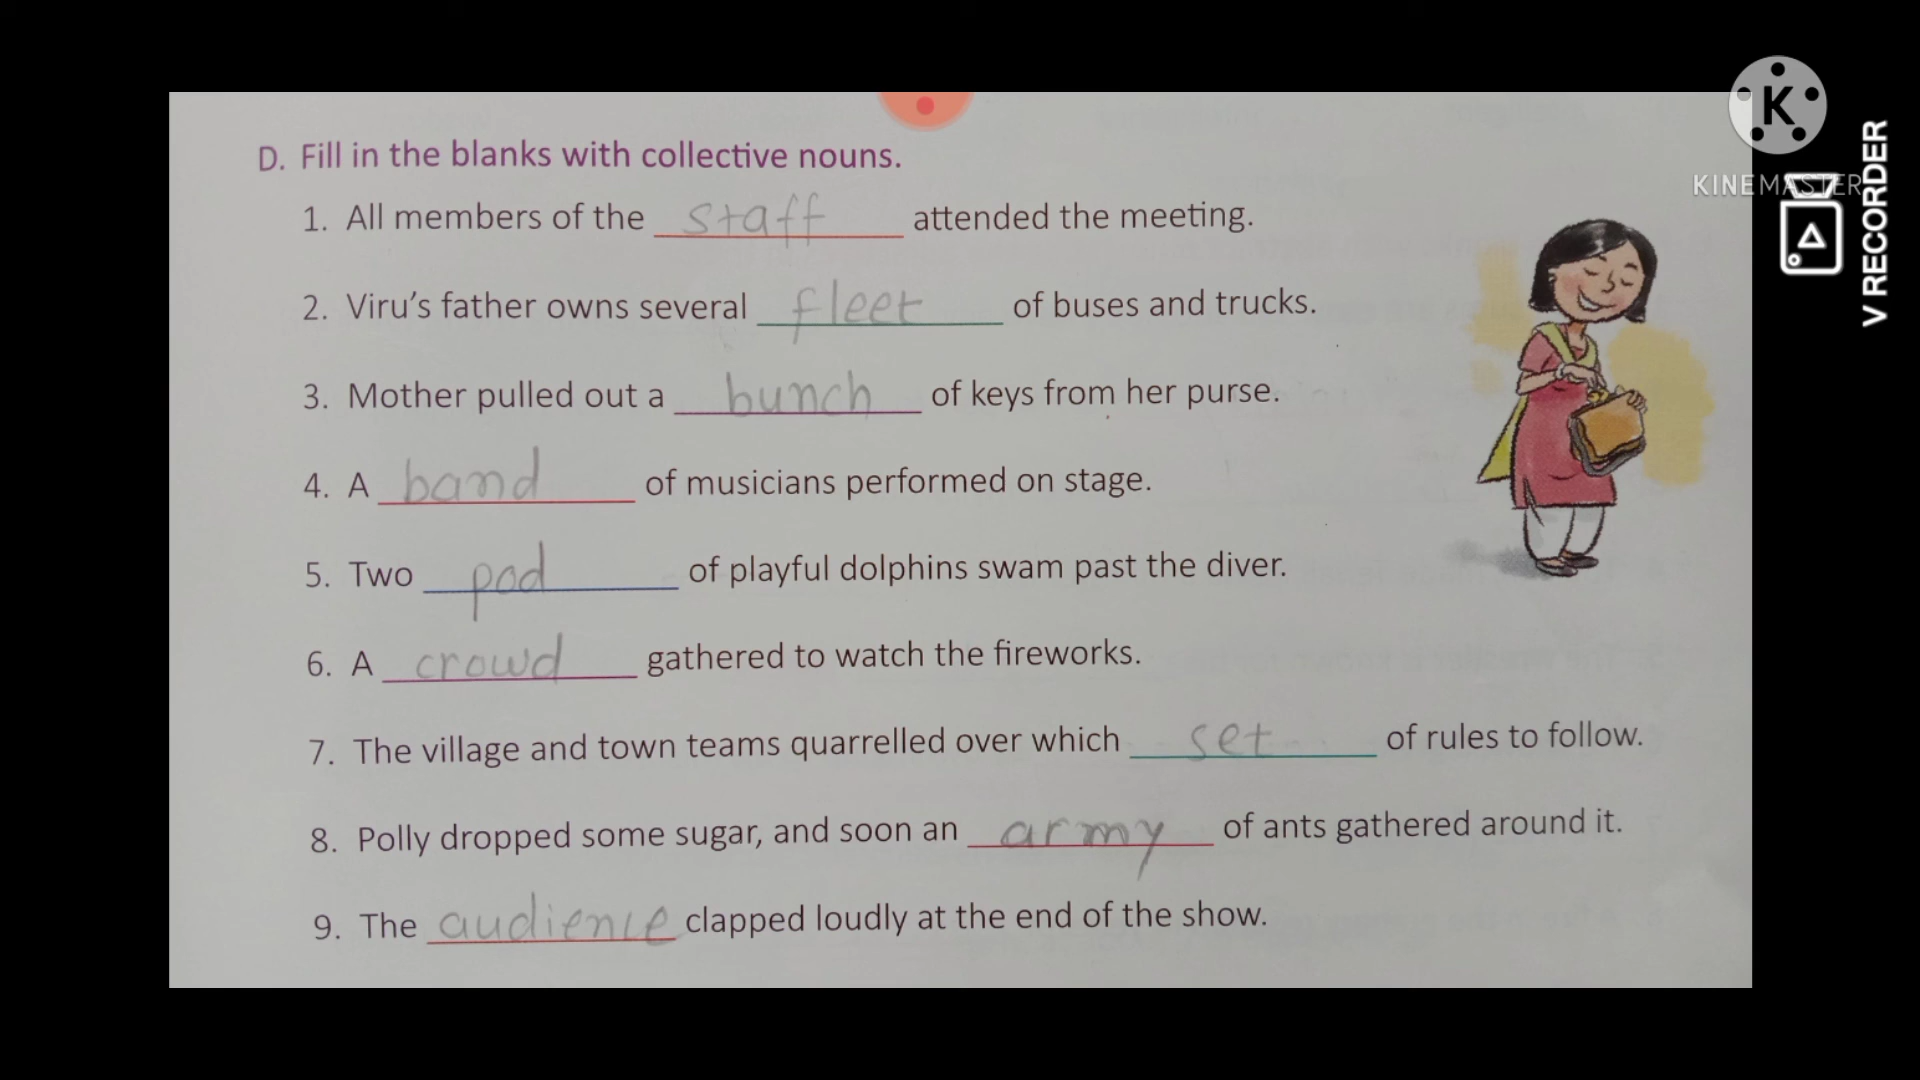 D. Fill in the blanks with collective nouns.
1. All members of the staff attended the meeting.
2. Viru's father owns several fleet of buses and trucks.
3. Mother pulled out a bunch of keys from her purse.
4. A band of musicians performed on stage.
5. Two pod of playful dolphins swam past the diver.
6. A crowd gathered to watch the fireworks.
7. The village and town teams quarrelled over which set of rules to follow.
8. Polly dropped some sugar, and soon an army of ants gathered around it.
9. The audience clapped loudly at the end of the show.
K
KINEMASTER
V RECORDER